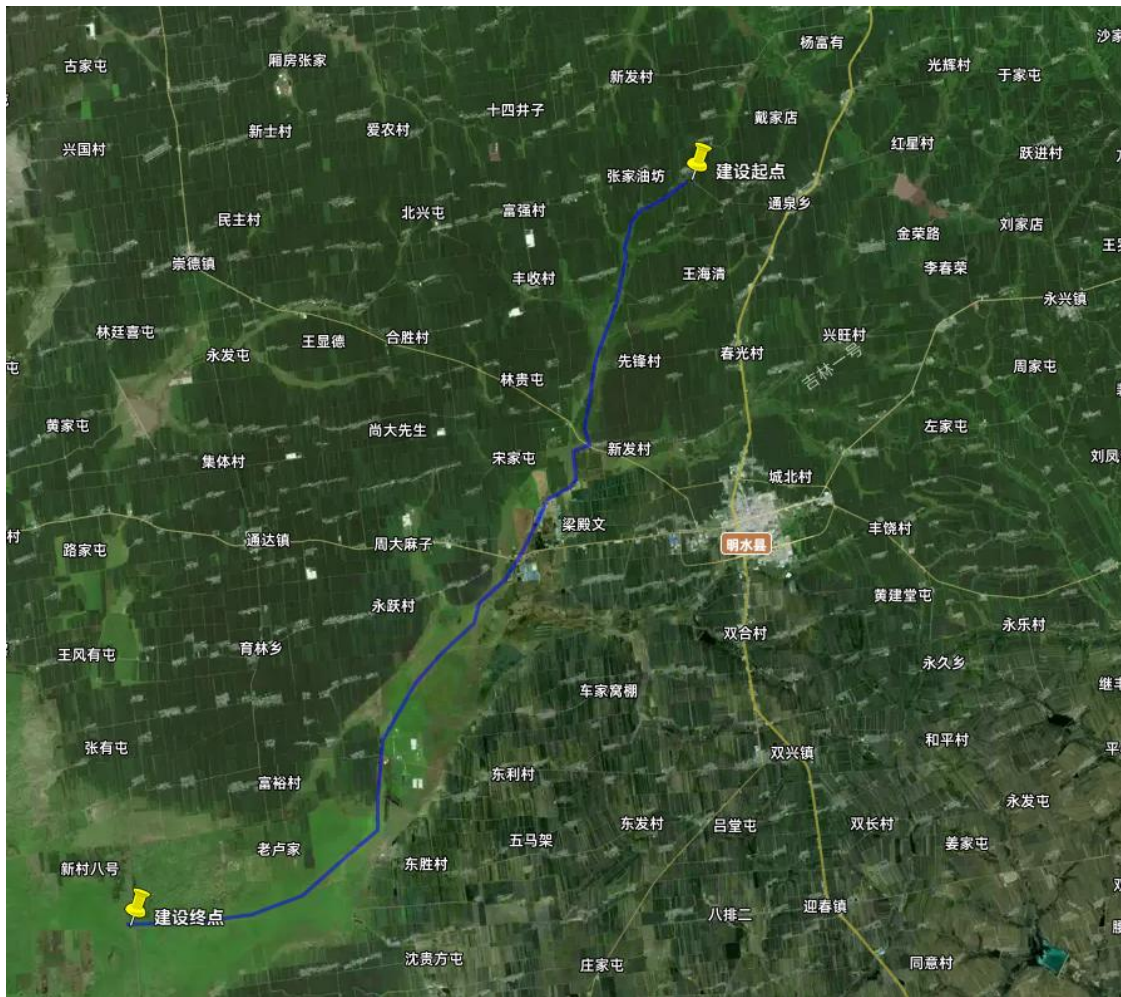 杨富有
沙家
古家屯
厢房张家
新发村
光辉村
于家屯
十四井子
戴家店
新士村
爱农村
兴国村
红星村
跃进村
张家油坊
建设起点
北兴屯
富强村
通泉乡
民主村
金荣路
刘家店
崇德镇
丰收村
王海清
李春荣
永兴镇
林廷喜屯
王显德
合胜村
兴旺村
永发屯
先锋村
春光村
吉林一号
周家屯
屯
林贵屯
黄家屯
尚大先生
左家屯
集体村
宋家屯
新发村
刘凤
城北村
梁殿文
丰饶村
村
路家屯
通达镇
周大麻子
明水县
永跃村
黄建堂屯
双合村
永乐村
王风有屯
育林乡
永久乡
车家窝棚
继丰
张有屯
双兴镇
和平村
平
富裕村
东利村
永发屯
东发村
吕堂屯
双长村
老卢家
五马架
姜家屯
新村八号
东胜村
双
建设终点
八排二
迎春镇
腰
沈贵方屯
庄家屯
同意村